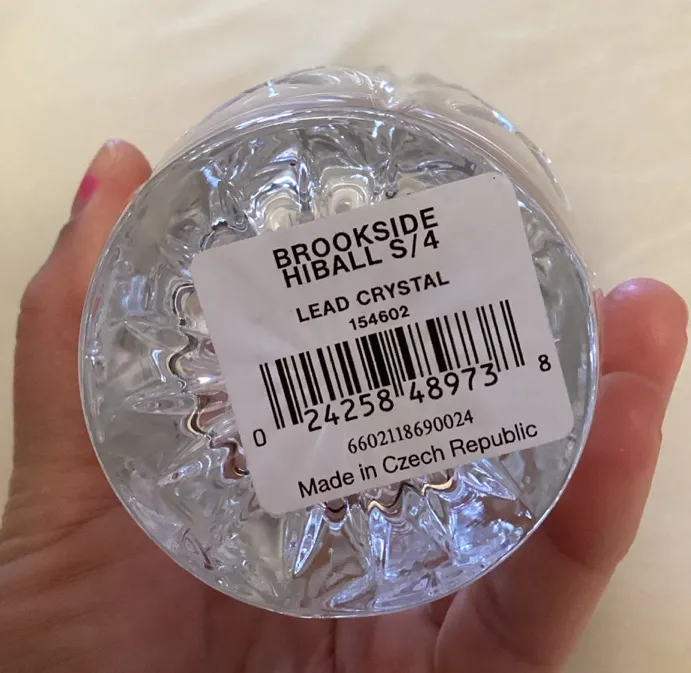 BROOKSIDE
HIBALL S/4
LEAD CRYSTAL
154602
0 24258 48973 8
6602118690024
Made in Czech Republic